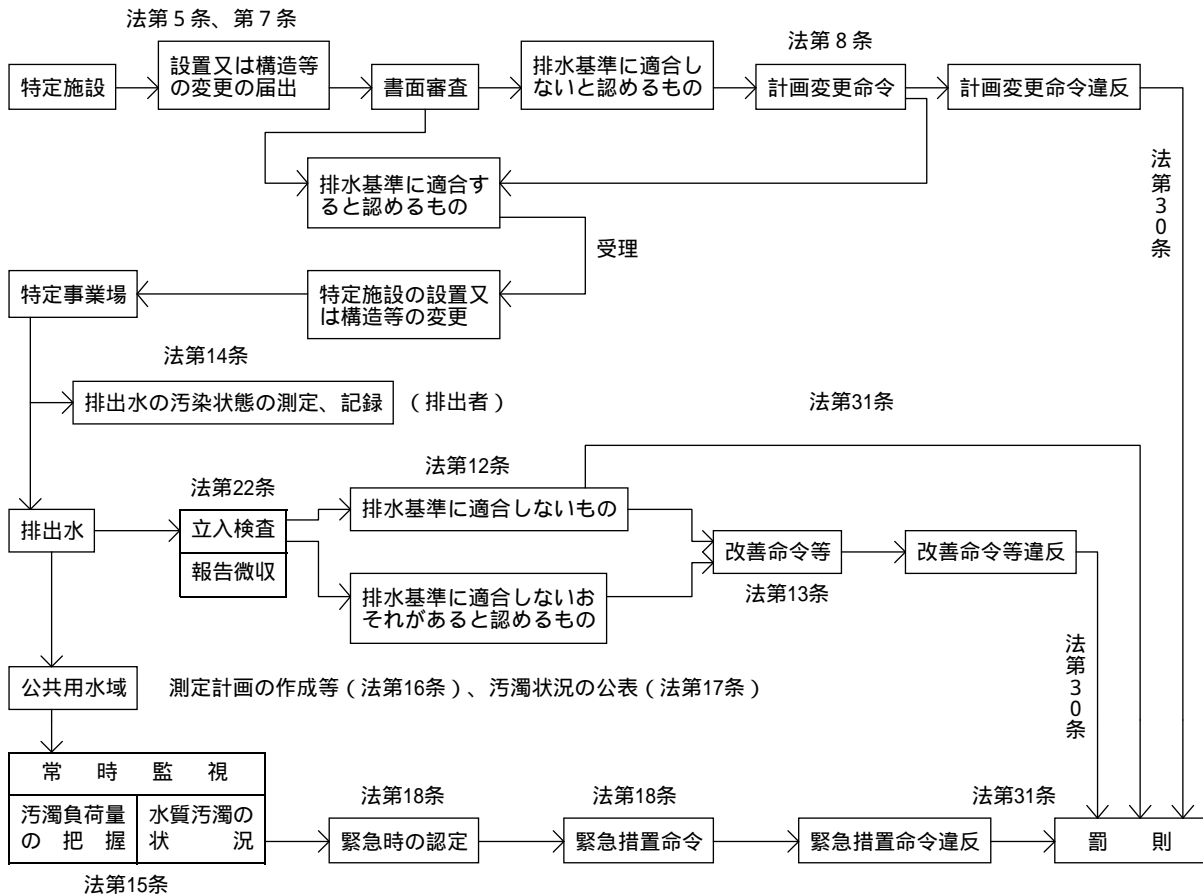 法第５条、第７条
法第８条
特定施設
設置又は構造等
の変更の届出
書面審査
排水基準に適合し
ないと認めるもの
計画変更命令
計画変更命令違反
法第３０条
排水基準に適合す
ると認めるもの
受理
特定事業場
特定施設の設置又
は構造等の変更
法第14条
排出水の汚染状態の測定、記録
（排出者）
法第31条
法第12条
法第22条
排水基準に適合しないもの
排出水
立入検査
報告微収
改善命令等
改善命令等違反
法第13条
排水基準に適合しないお
それがあると認めるもの
法第３０条
公共用水域
測定計画の作成等（法第16条）、汚濁状況の公表（法第17条）
常時監視
汚濁負荷量
の把握
水質汚濁の
状況
法第15条
法第18条
法第18条
法第31条
緊急時の認定
緊急措置命令
緊急措置命令違反
罰則